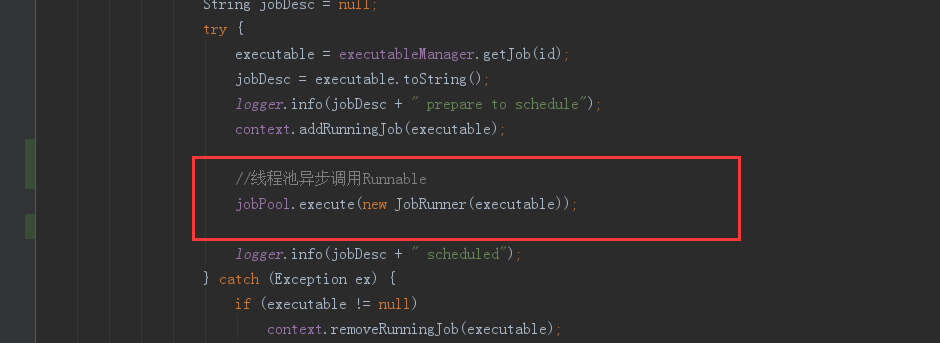 String jobDesc = null;
try {
executable = executableManager.getJob(id);
jobDesc = executable.toString();
logger.info(jobDesc + " prepare to schedule");
context.addRunningJob(executable);
//线程池异步调用Runnable
jobPool.execute(new JobRunner(executable));
logger.info(jobDesc + " scheduled");
} catch (Exception ex) {
if (executable != null)
context.removeRunningJob(executable);